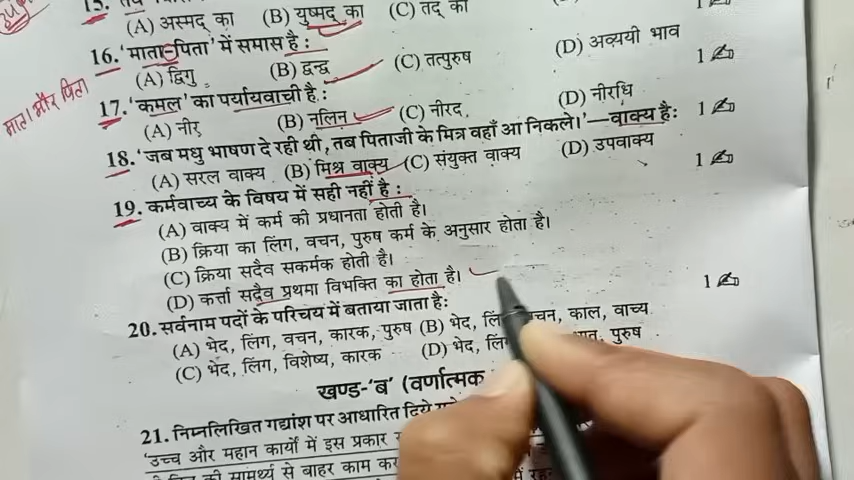 15.
(A) अस्मद् का (B) युष्मद् का (C) तद् का
16. 'माता-पिता' में समास है :
(A) द्विगु (B) द्वन्द्व (C) तत्पुरुष (D) अव्ययी भाव 1
माता और पिता
17. 'कमल' का पर्यायवाची है :
(A) नीर (B) नलिन (C) नीरद (D) नीरधि 1
18. 'जब मधु भाषण दे रही थी, तब पिताजी के मित्र वहाँ आ निकले।'—वाक्य है:
(A) सरल वाक्य (B) मिश्र वाक्य (C) संयुक्त वाक्य (D) उपवाक्य 1
19. कर्मवाच्य के विषय में सही नहीं है : 1
(A) वाक्य में कर्म की प्रधानता होती है।
(B) क्रिया का लिंग, वचन, पुरुष कर्म के अनुसार होता है।
(C) क्रिया सदैव सकर्मक होती है।
(D) कर्त्ता सदैव प्रथमा विभक्ति का होता है।
20. सर्वनाम पदों के परिचय में बताया जाता है: 1
(A) भेद, लिंग, वचन, कारक, पुरुष (B) भेद, वचन, काल, वाच्य
(C) भेद, लिंग, विशेष्य, कारक (D) भेद, पुरुष
खण्ड-'ब' (वर्णात्मक
21. निम्नलिखित गद्यांश पर आधारित दिये
'उच्च और महान कार्यों में इस प्रकार
की सामर्थ्य से बाहर काम कर